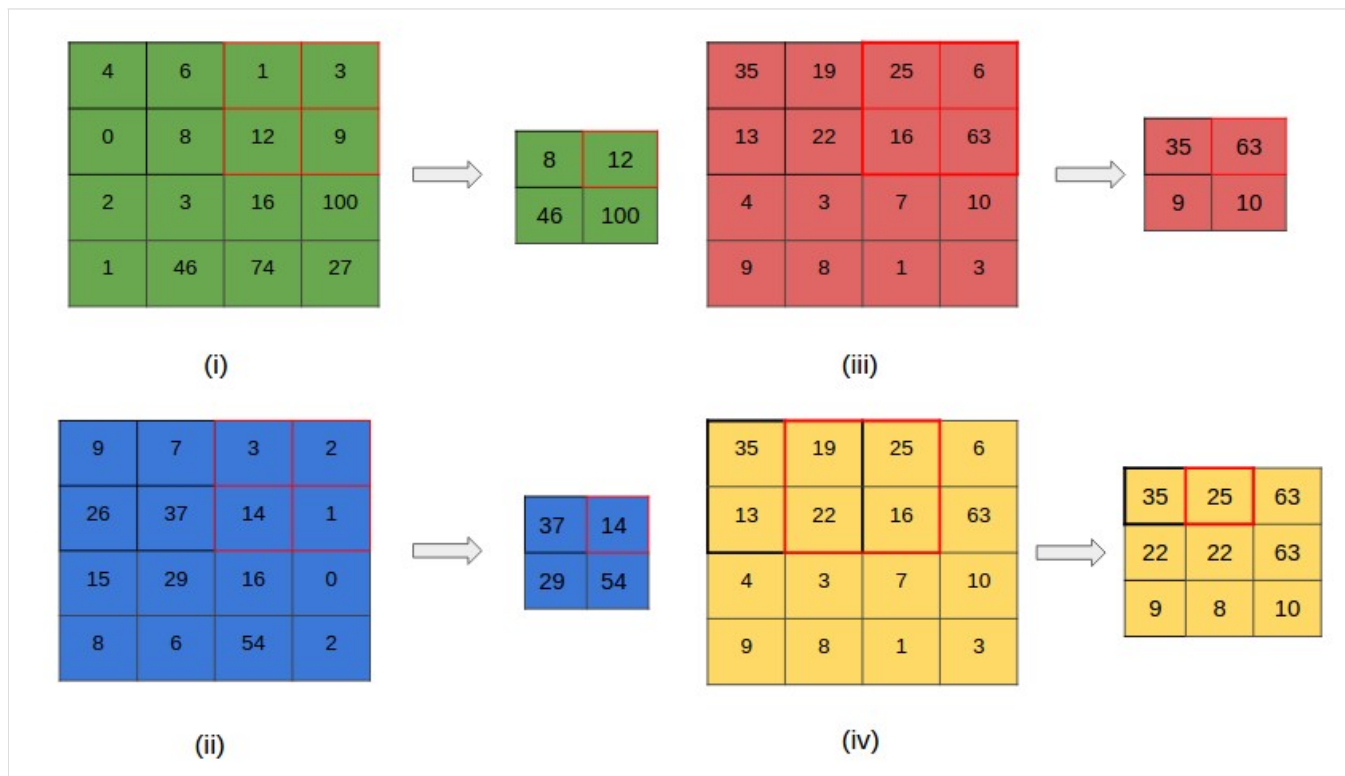 4 6 1 3
0 8 12 9
2 3 16 100
1 46 74 27
8 12
46 100
(i)
35 19 25 6
13 22 16 63
4 3 7 10
9 8 1 3
35 63
9 10
(iii)
9 7 3 2
26 37 14 1
15 29 16 0
8 6 54 2
37 14
29 54
(ii)
35 19 25 6
13 22 16 63
4 3 7 10
9 8 1 3
35 25 63
22 22 63
9 8 10
(iv)